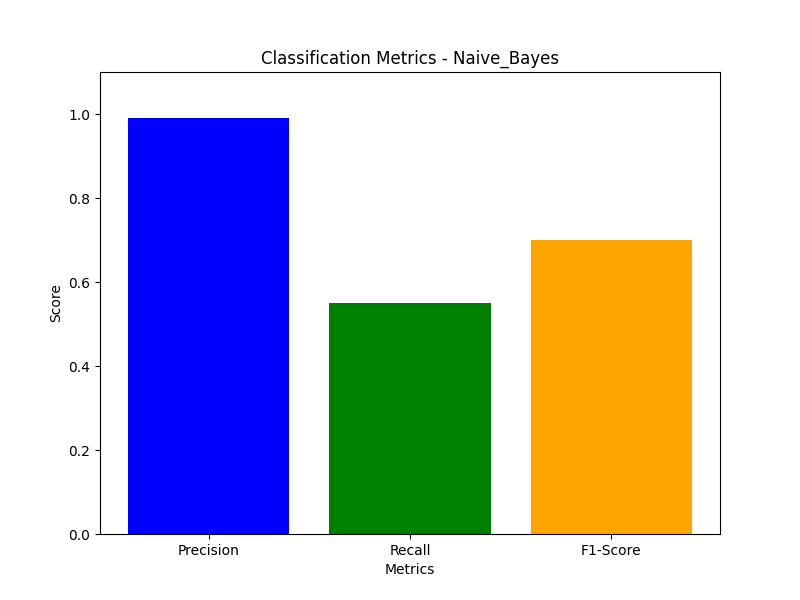 Classification Metrics - Naive_Bayes
1.0
0.8
0.6
0.4
0.2
0.0
Score
Precision
Recall
F1-Score
Metrics